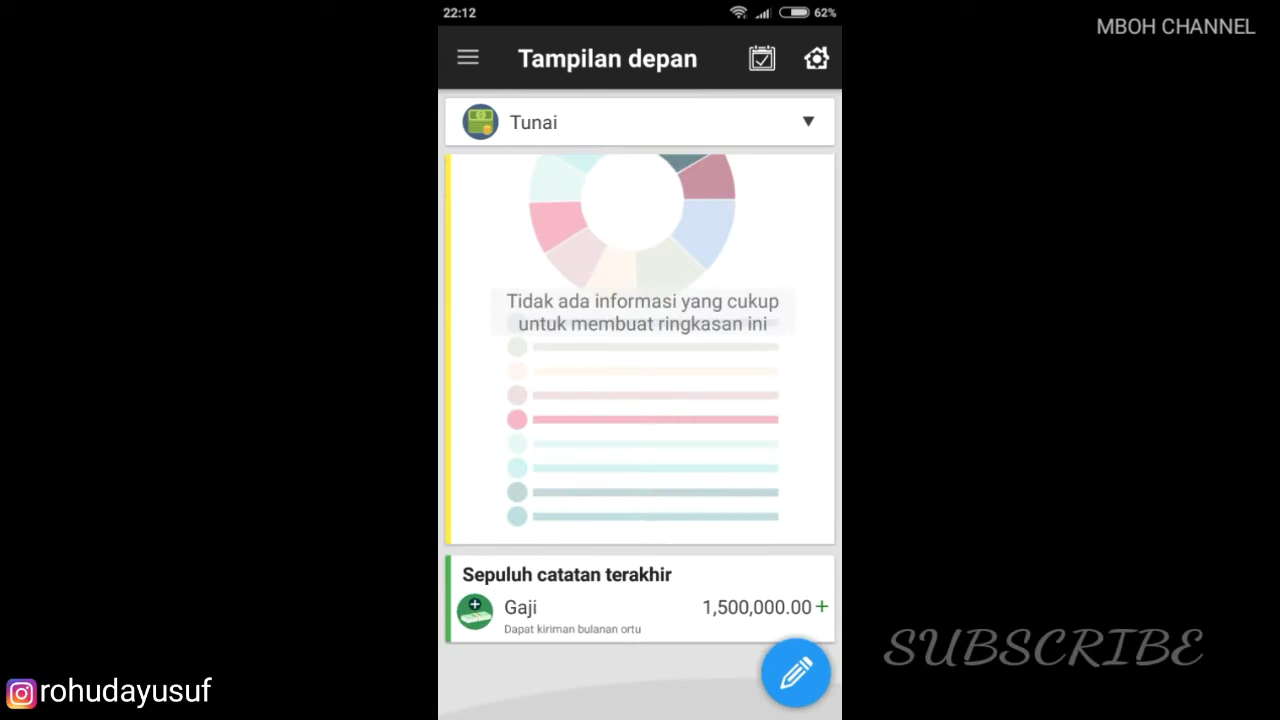 22:12
62%
MBOH CHANNEL
Tampilan depan
Tunai
Tidak ada informasi yang cukup
untuk membuat ringkasan ini
Sepuluh catatan terakhir
Gaji
1,500,000.00+
Dapat kiriman bulanan ortu
SUBSCRIBE
rohudayusuf